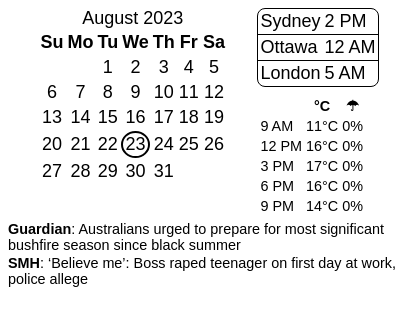 August 2023
Su Mo Tu We Th Fr Sa
1 2 3 4 5
6 7 8 9 10 11 12
13 14 15 16 17 18 19
20 21 22 23 24 25 26
27 28 29 30 31
Sydney 2 PM
Ottawa 12 AM
London 5 AM
°C ☂
9 AM 11°C 0%
12 PM 16°C 0%
3 PM 17°C 0%
6 PM 16°C 0%
9 PM 14°C 0%
Guardian: Australians urged to prepare for most significant
bushfire season since black summer
SMH: ‘Believe me’: Boss raped teenager on first day at work,
police allege